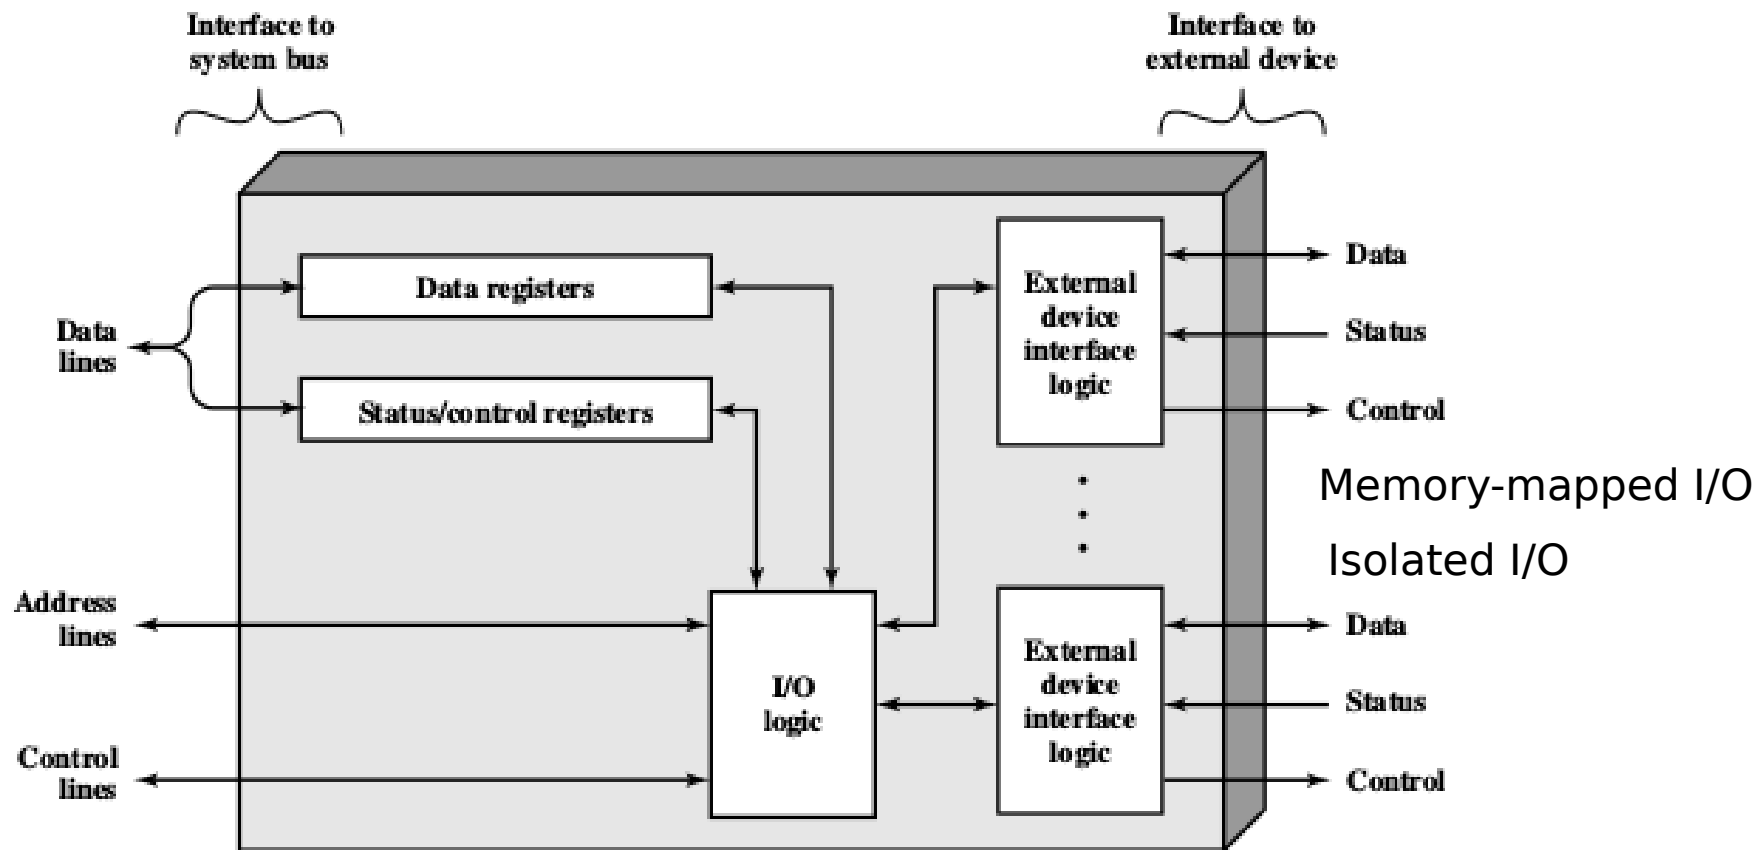 Interface to
system bus
Interface to
external device
Data registers
Data
lines
Status/control registers
External
device
interface
logic
Data
Status
Control
Memory-mapped I/O
Isolated I/O
Address
lines
I/O
logic
Control
lines
External
device
interface
logic
Data
Status
Control